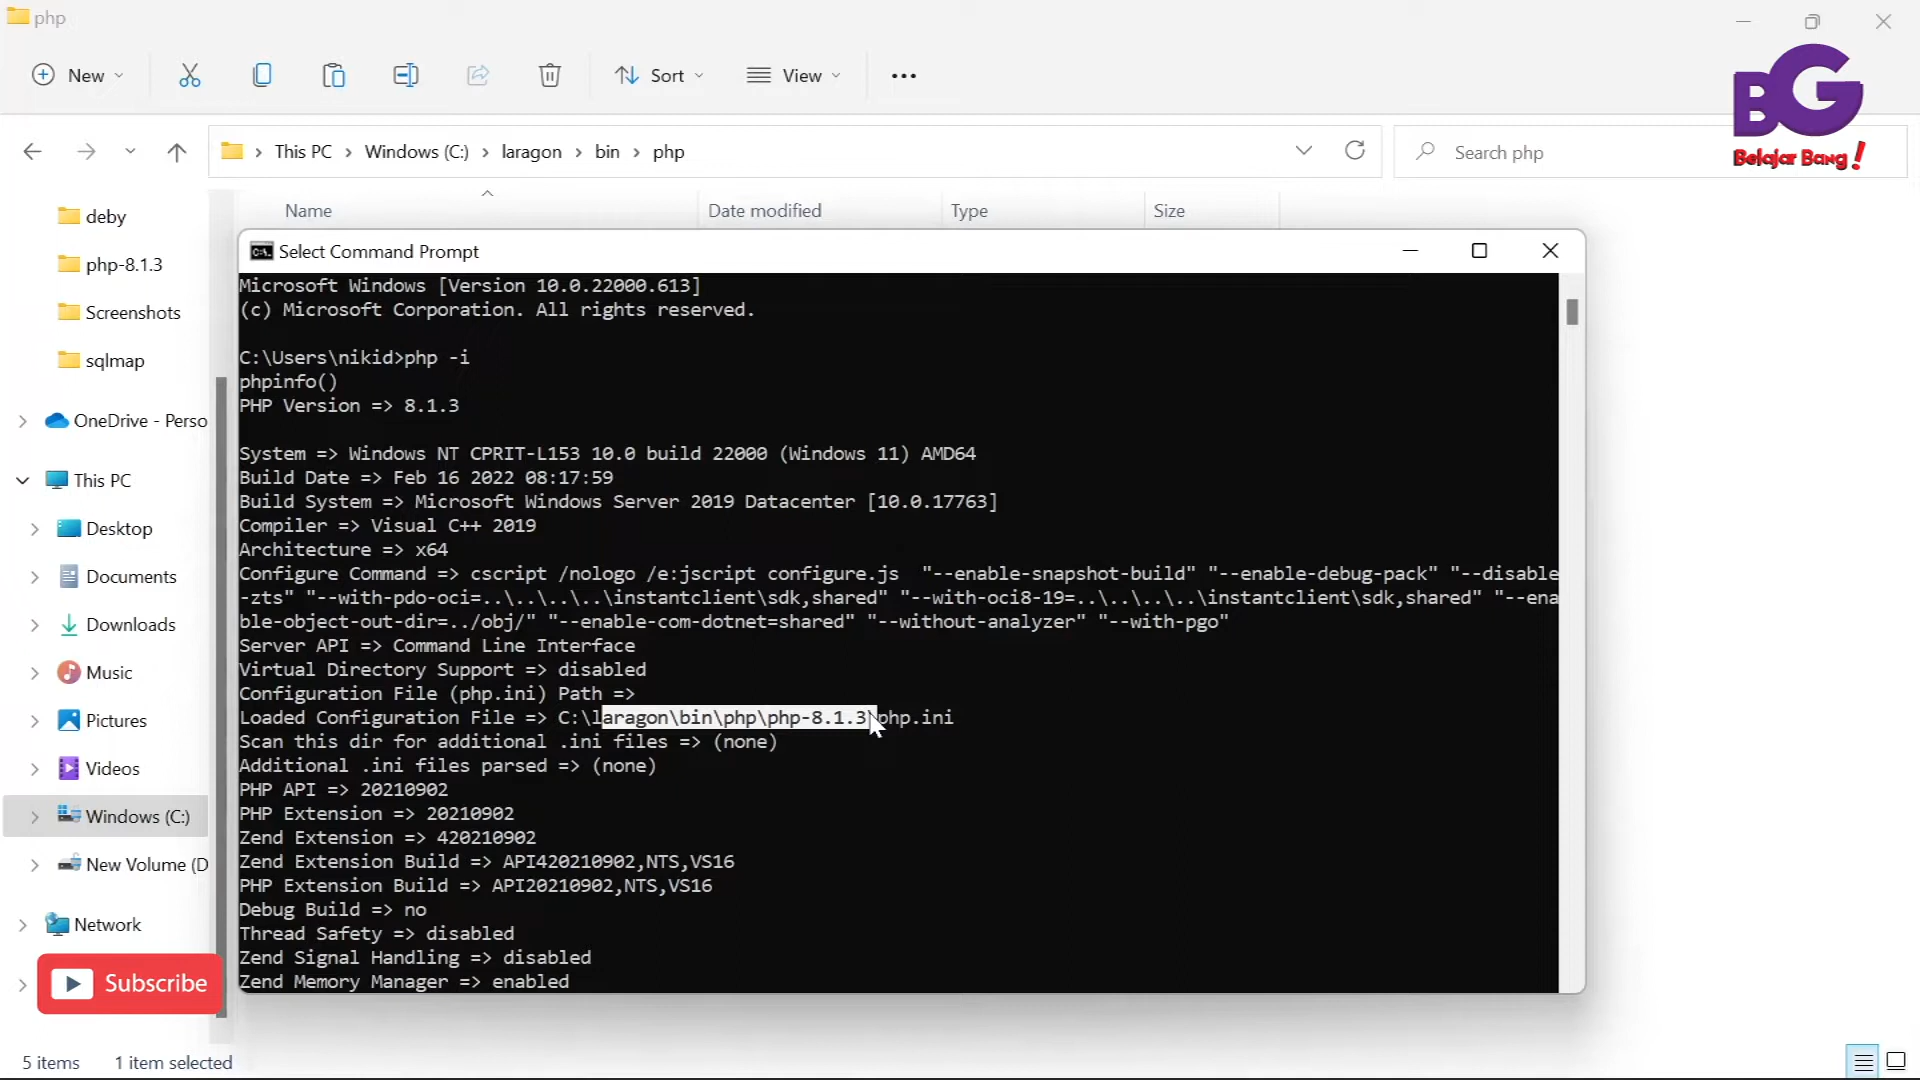 php
New
Sort
View
BG
Belajar Bang!
This PC
Windows (C:)
laragon
bin
php
Search php
Name
Date modified
Type
Size
deby
php-8.1.3
Screenshots
sqlmap
OneDrive - Perso
This PC
Desktop
Documents
Downloads
Music
Pictures
Videos
Windows (C:)
New Volume (D
Network
Subscribe
Select Command Prompt
Microsoft Windows [Version 10.0.22000.613]
(c) Microsoft Corporation. All rights reserved.
C:\Users\nikid>php -i
phpinfo()
PHP Version => 8.1.3
System => Windows NT CPRIT-L153 10.0 build 22000 (Windows 11) AMD64
Build Date => Feb 16 2022 08:17:59
Build System => Microsoft Windows Server 2019 Datacenter [10.0.17763]
Compiler => Visual C++ 2019
Architecture => x64
Configure Command => cscript /nologo /e:jscript configure.js  "--enable-snapshot-build" "--enable-debug-pack" "--disable
-zts" "--with-pdo-oci=..\..\..\..\instantclient\sdk,shared" "--with-oci8-19=..\..\..\..\instantclient\sdk,shared" "--ena
ble-object-out-dir=../obj/" "--enable-com-dotnet=shared" "--without-analyzer" "--with-pgo"
Server API => Command Line Interface
Virtual Directory Support => disabled
Configuration File (php.ini) Path =>
Loaded Configuration File => C:\laragon\bin\php\php-8.1.3\php.ini
Scan this dir for additional .ini files => (none)
Additional .ini files parsed => (none)
PHP API => 20210902
PHP Extension => 20210902
Zend Extension => 420210902
Zend Extension Build => API420210902,NTS,VS16
PHP Extension Build => API20210902,NTS,VS16
Debug Build => no
Thread Safety => disabled
Zend Signal Handling => disabled
Zend Memory Manager => enabled
5 items
1 item selected